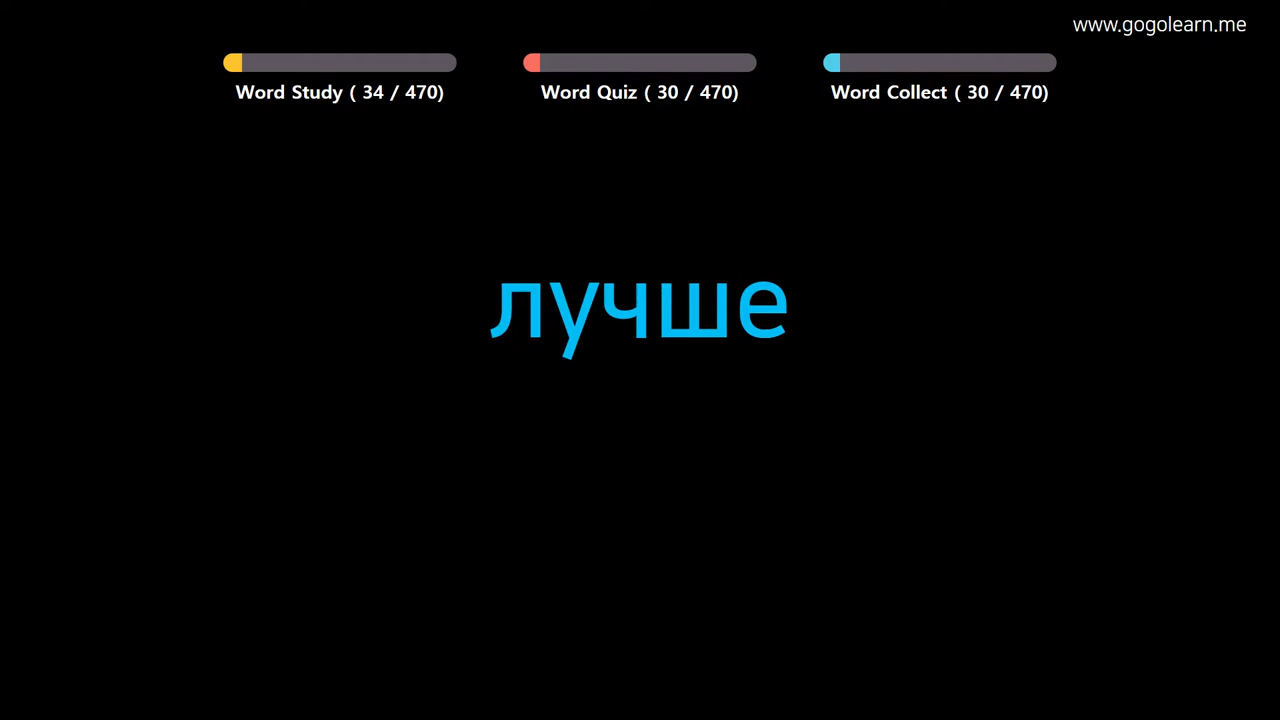 www.gogolearn.me
Word Study ( 34 / 470)
Word Quiz ( 30 / 470)
Word Collect ( 30 / 470)
лучше